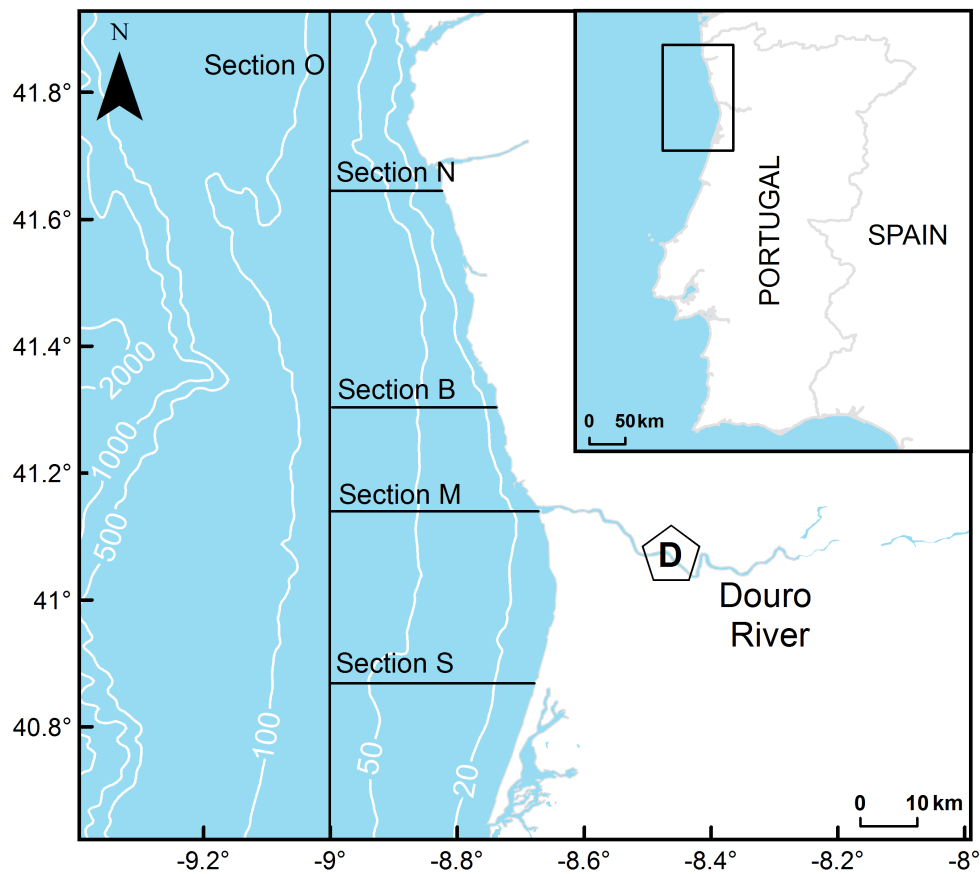 N
Section O
41.8°
Section N
41.6°
PORTUGAL
SPAIN
41.4°
2000
Section B
0 50 km
1000
41.2°
Section M
500
D
41°
Douro
River
Section S
40.8°
100
50
20
0 10 km
-9.2°
-9°
-8.8°
-8.6°
-8.4°
-8.2°
-8°